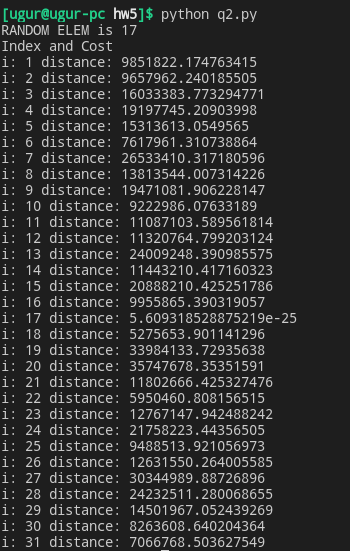 [ugur@ugur-pc hw5]$ python q2.py
RANDOM ELEM is 17
Index and Cost
i: 1 distance: 9851822.174763415
i: 2 distance: 9657962.240185505
i: 3 distance: 16033383.773294771
i: 4 distance: 19197745.20903998
i: 5 distance: 15313613.0549565
i: 6 distance: 7617961.310738864
i: 7 distance: 26533410.317180596
i: 8 distance: 13813544.007314226
i: 9 distance: 19471081.906228147
i: 10 distance: 9222986.07633189
i: 11 distance: 11087103.589561814
i: 12 distance: 11320764.799203124
i: 13 distance: 24009248.390985575
i: 14 distance: 11443210.417160323
i: 15 distance: 20888210.425251786
i: 16 distance: 9955865.390319057
i: 17 distance: 5.609318528875219e-25
i: 18 distance: 5275653.901141296
i: 19 distance: 33984133.72935638
i: 20 distance: 35747678.35351591
i: 21 distance: 11802666.425327476
i: 22 distance: 5950460.808156515
i: 23 distance: 12767147.942488242
i: 24 distance: 21758223.44356505
i: 25 distance: 9488513.921056973
i: 26 distance: 12631550.264005585
i: 27 distance: 30344989.88726896
i: 28 distance: 24232511.280068655
i: 29 distance: 14501967.052439269
i: 30 distance: 8263608.640204364
i: 31 distance: 7066768.503627549